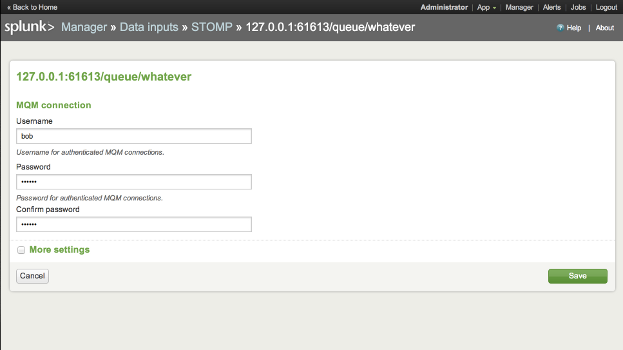 « Back to Home
Administrator | App | Manager | Alerts | Jobs | Logout
splunk> Manager » Data inputs » STOMP » 127.0.0.1:61613/queue/whatever
? Help | About
127.0.0.1:61613/queue/whatever
MQM connection
Username
bob
Username for authenticated MQM connections.
Password
••••••
Password for authenticated MQM connections.
Confirm password
••••••
More settings
Cancel
Save